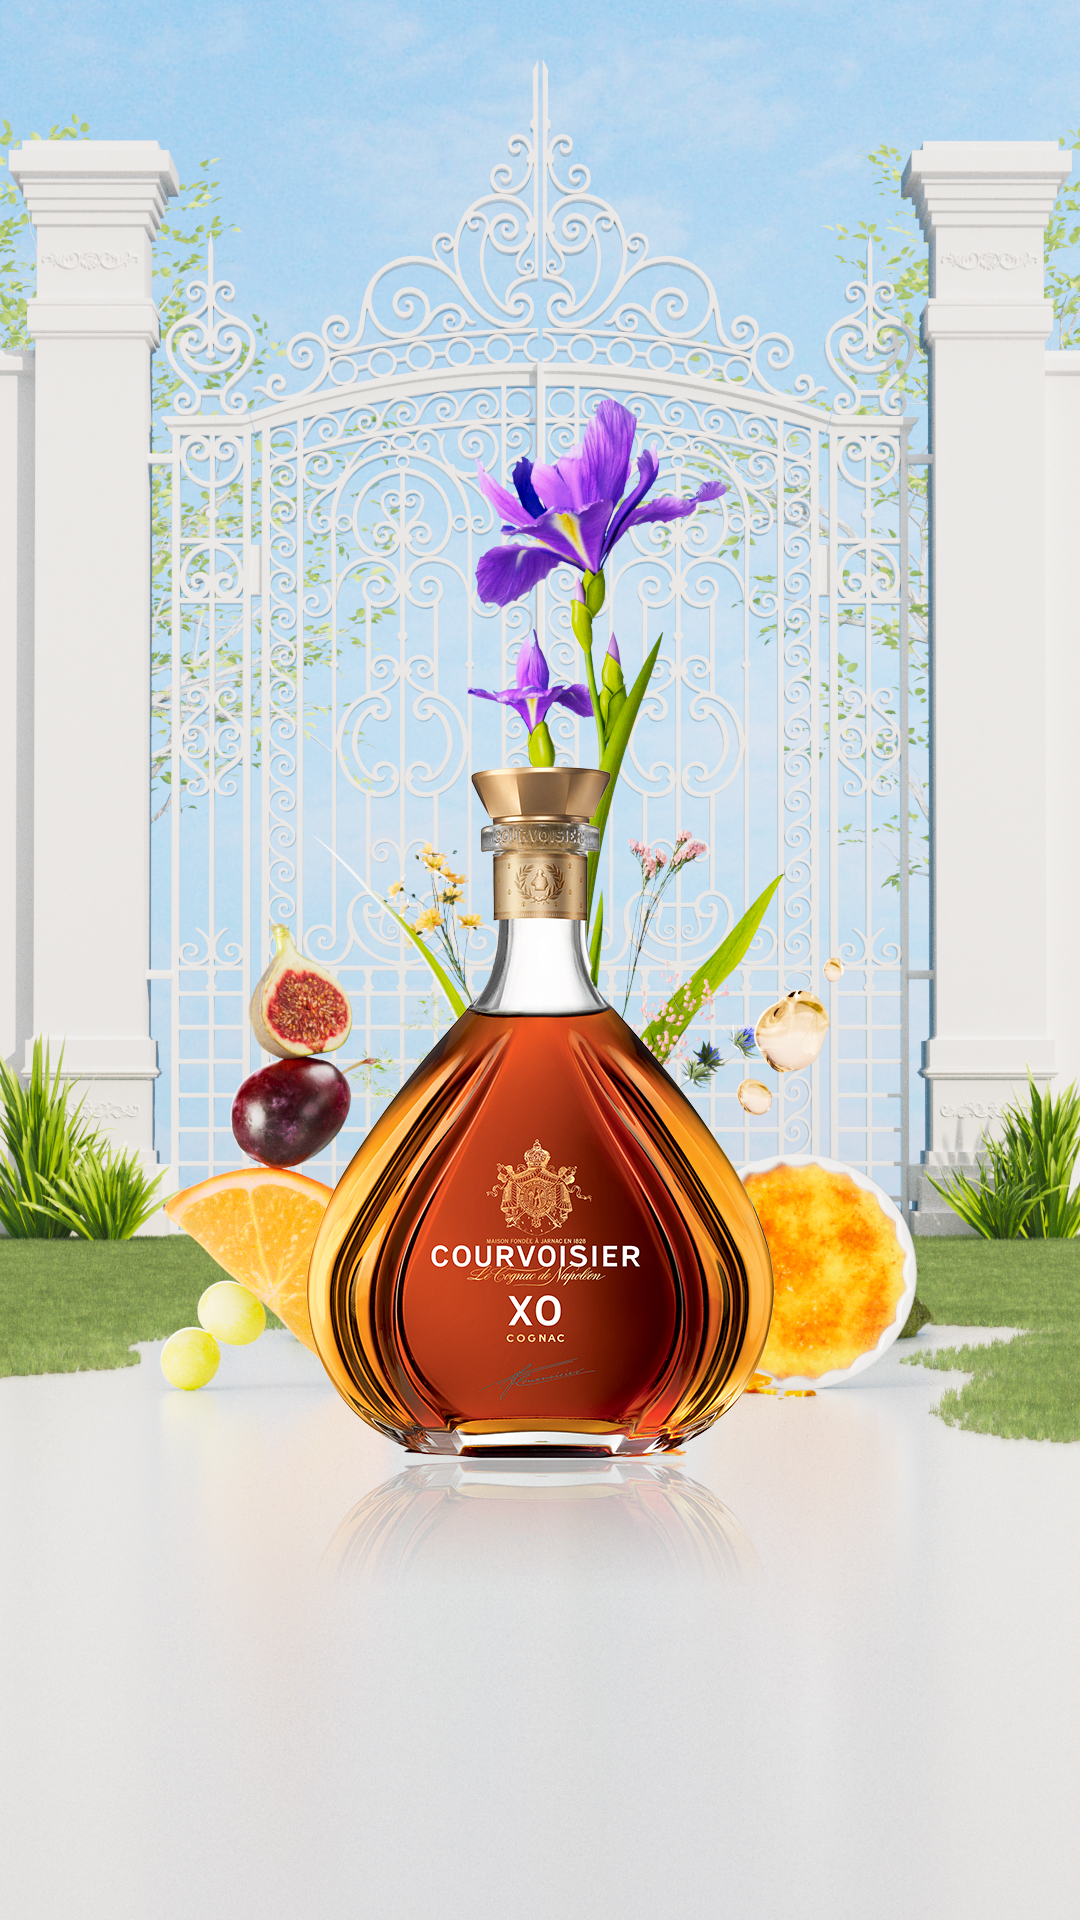 COURVOISIER
MAISON FONDÉE À JARNAC EN 1828
COURVOISIER
Le Cognac de Napoléon
XO
COGNAC